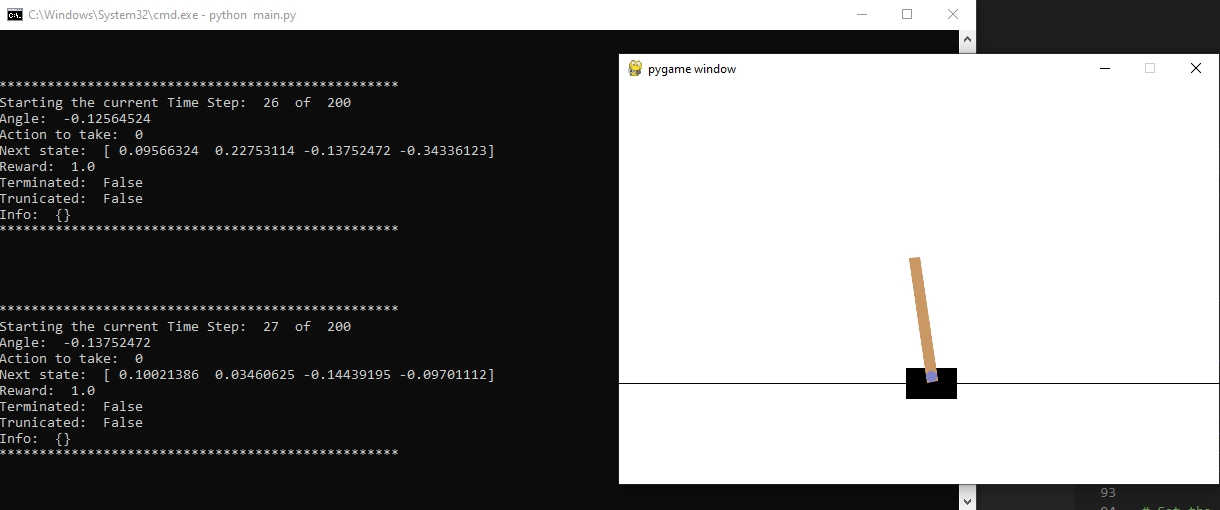 C:\Windows\System32\cmd.exe - python  main.py
**************************************************
Starting the current Time Step:  26  of  200
Angle:  -0.12564524
Action to take:  0
Next state:  [ 0.09566324  0.22753114 -0.13752472 -0.34336123]
Reward:  1.0
Terminated:  False
Trunicated:  False
Info:  {}
**************************************************
**************************************************
Starting the current Time Step:  27  of  200
Angle:  -0.13752472
Action to take:  0
Next state:  [ 0.10021386  0.03460625 -0.14439195 -0.09701112]
Reward:  1.0
Terminated:  False
Trunicated:  False
Info:  {}
**************************************************
pygame window
93